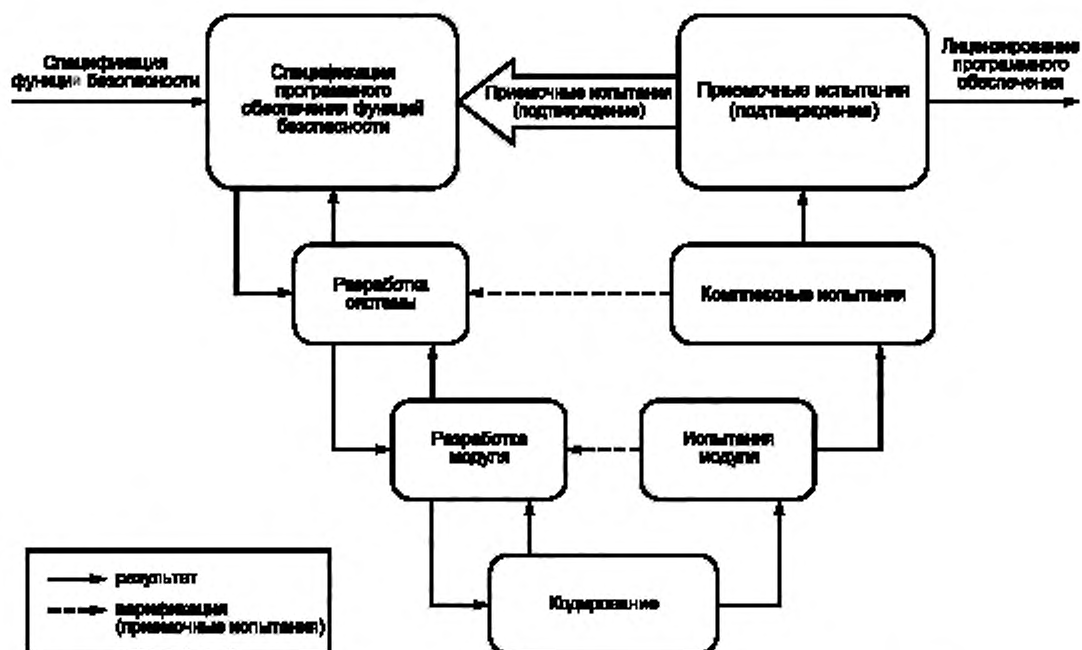 Спецификация
функций безопасности
Спецификация
программного
обеспечения функций
безопасности
Приемочные испытания
(подтверждение)
Приемочные испытания
(подтверждение)
Лицензирование
программного
обеспечения
Разработка
системы
Комплексные испытания
Разработка
модуля
Испытания
модуля
Кодирование
результат
верификация
(приемочные испытания)